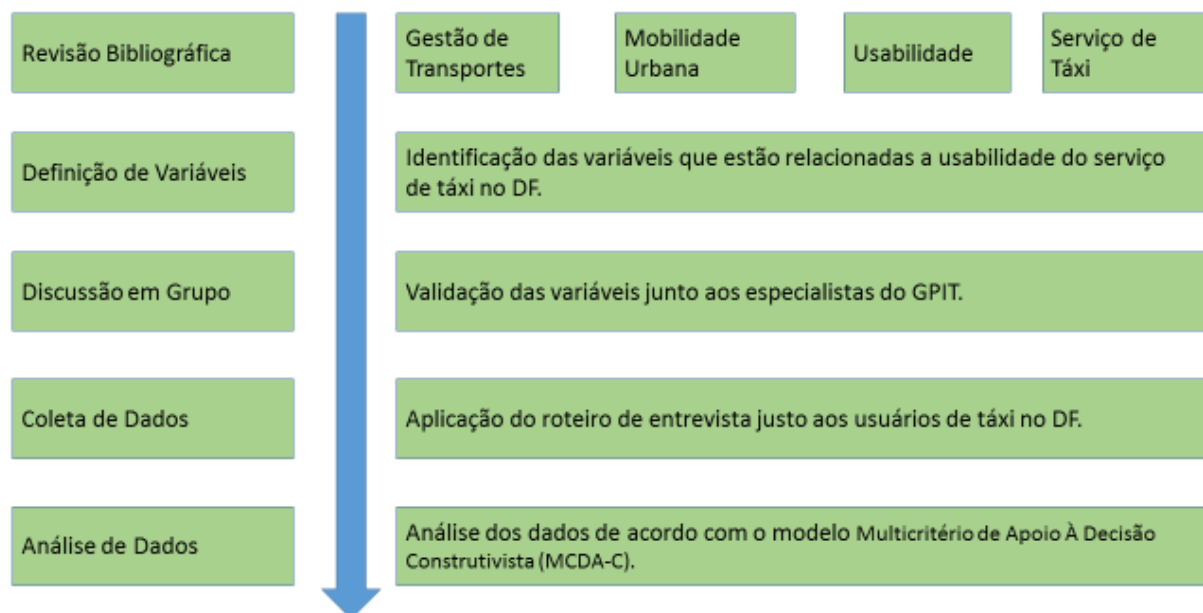 Revisão Bibliográfica
Gestão de
Transportes
Mobilidade
Urbana
Usabilidade
Serviço de
Táxi
Definição de Variáveis
Identificação das variáveis que estão relacionadas a usabilidade do serviço
de táxi no DF.
Discussão em Grupo
Validação das variáveis junto aos especialistas do GPIT.
Coleta de Dados
Aplicação do roteiro de entrevista justo aos usuários de táxi no DF.
Análise de Dados
Análise dos dados de acordo com o modelo Multicritério de Apoio À Decisão
Construtivista (MCDA-C).